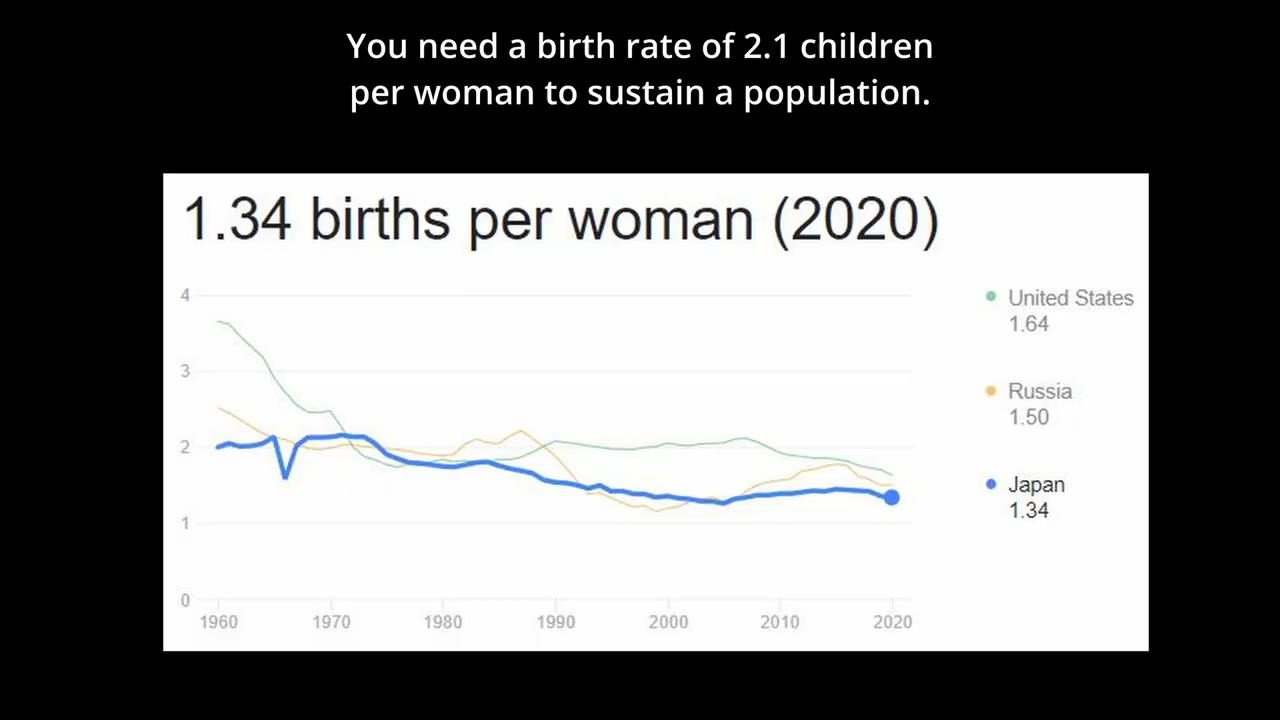 You need a birth rate of 2.1 children
per woman to sustain a population.
1.34 births per woman (2020)
4
3
2
1
0
1960 1970 1980 1990 2000 2010 2020
United States
1.64
Russia
1.50
Japan
1.34